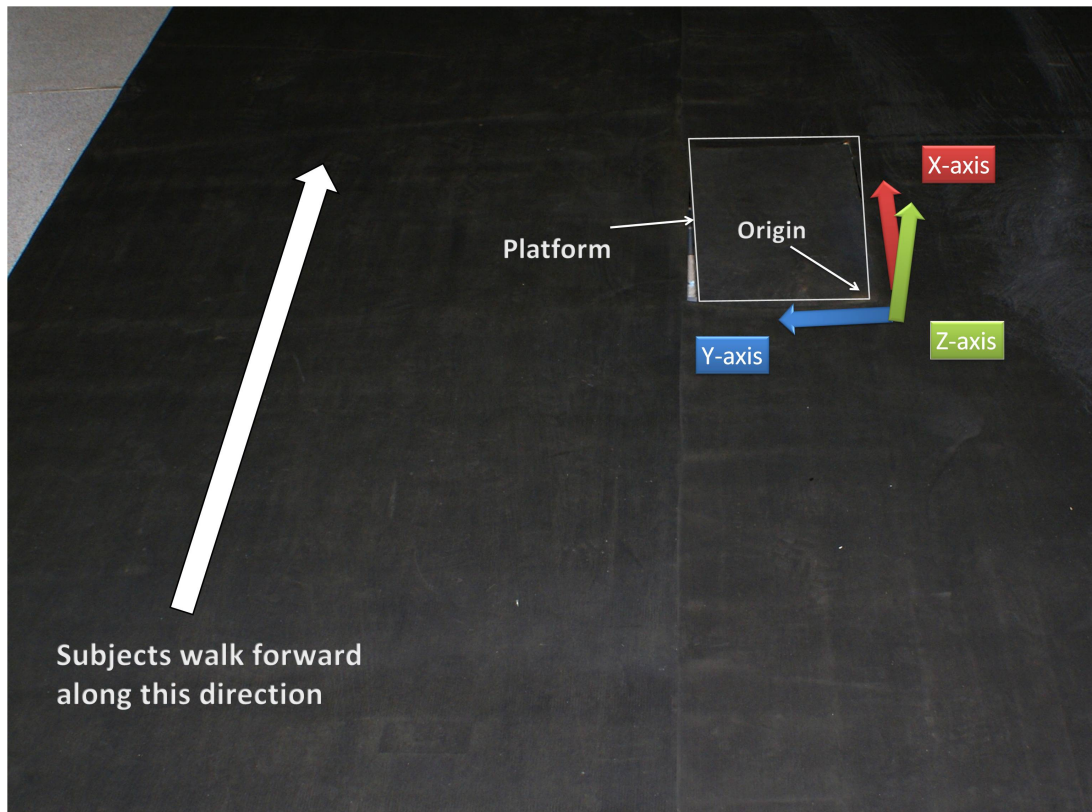 X-axis
Origin
Platform
Z-axis
Y-axis
Subjects walk forward
along this direction